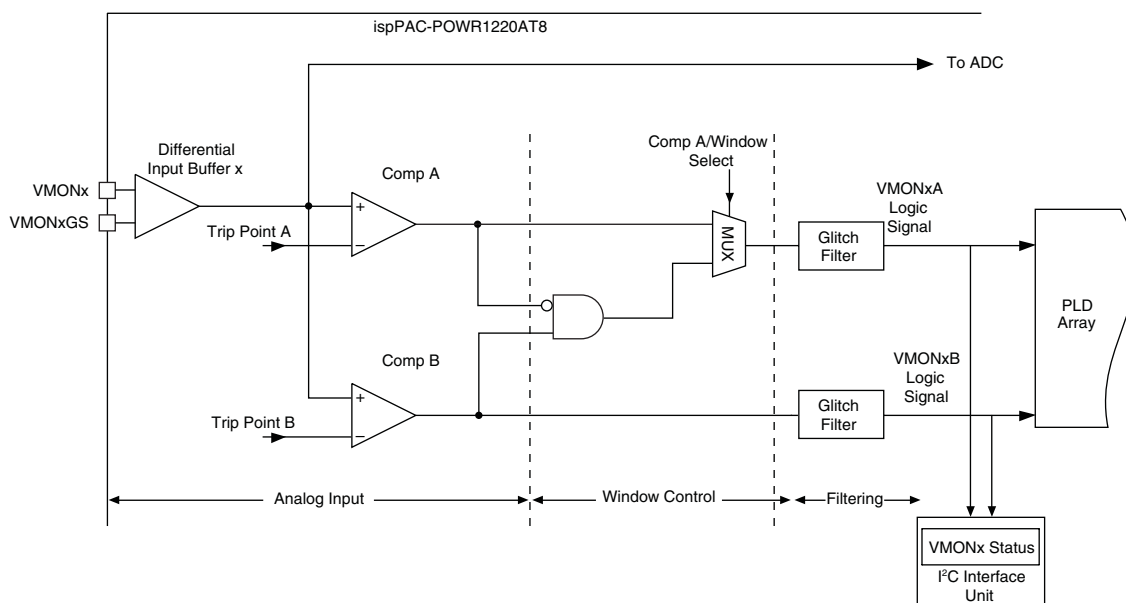 ispPAC-POWR1220AT8
To ADC
Differential
Input Buffer x
Comp A/Window
Select
Comp A
VMONx
VMONxGS
VMONxA
Logic
Signal
Trip Point A
+
–
MUX
Glitch
Filter
PLD
Array
Comp B
VMONxB
Logic
Signal
+
–
Trip Point B
Glitch
Filter
Analog Input
Window Control
Filtering
VMONx Status
I²C Interface
Unit